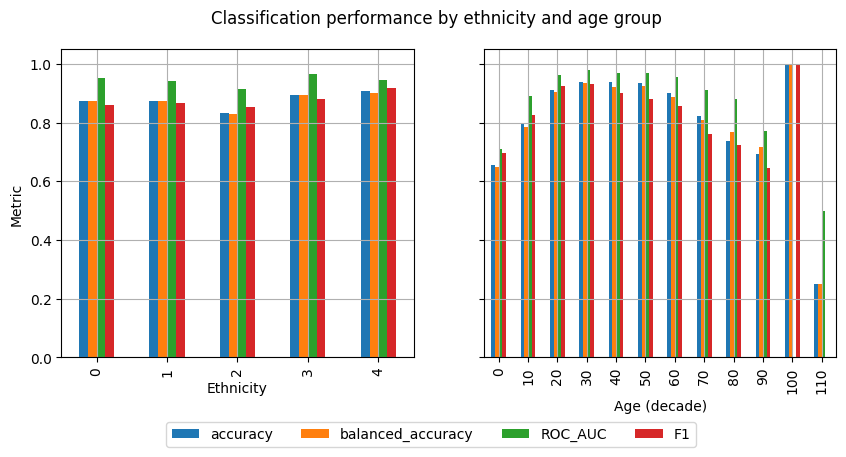 Classification performance by ethnicity and age group
Metric
1.0
0.8
0.6
0.4
0.2
0.0
0 1 2 3 4
Ethnicity
0 10 20 30 40 50 60 70 80 90 100 110
Age (decade)
accuracy balanced_accuracy ROC_AUC F1